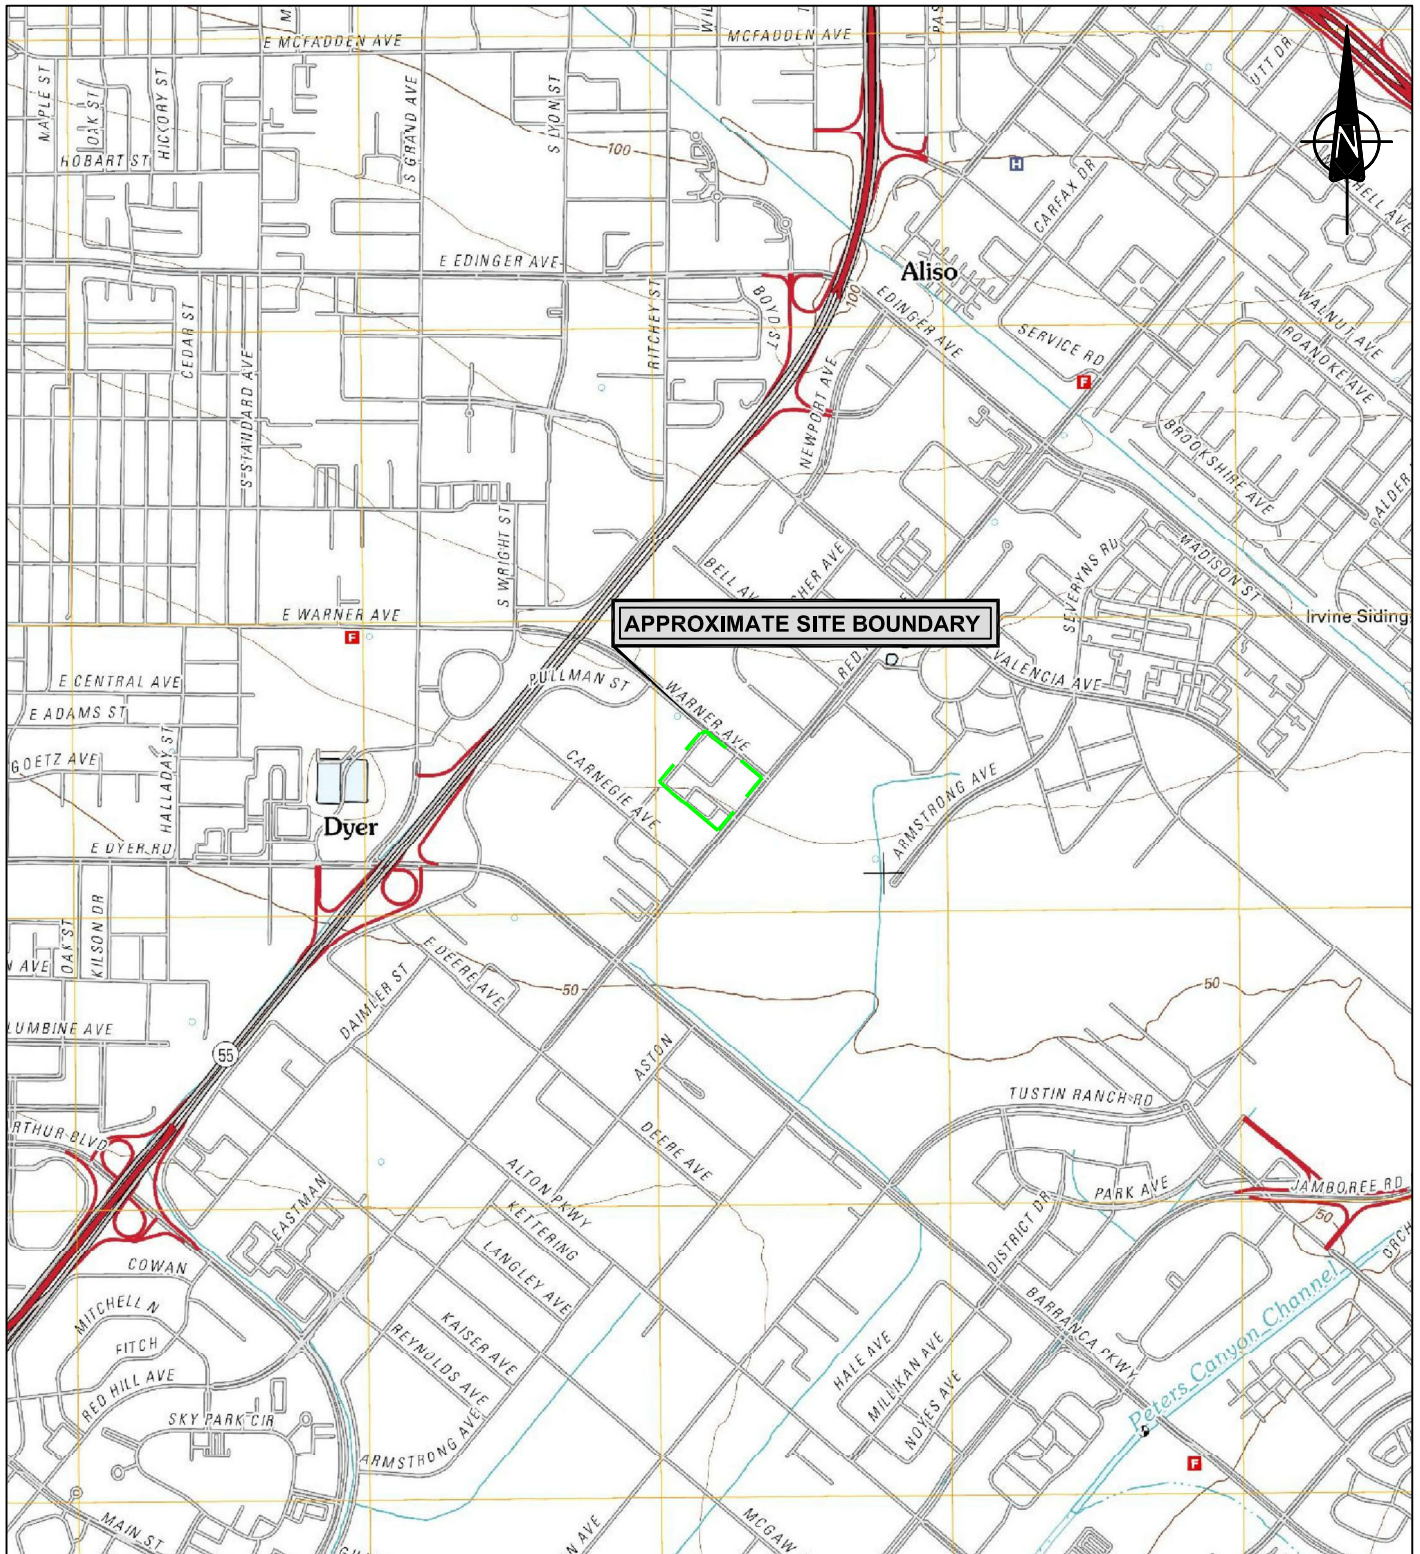 E MCFADDEN AVE
MCFADDEN AVE
MAPLE ST
OAK ST
HICKORY ST
S GRAND AVE
S LYON ST
UTT DR
N
HOBART ST
100
H
CARFAX DR
E EDINGER AVE
Aliso
BOYD ST
100
EDINGER AVE
RITCHEY ST
CEDAR ST
S STANDARD AVE
NEWPORT AVE
SERVICE RD
WALNUT AVE
ROANOKE AVE
F
BROOKSHIRE AVE
ALDER
S WRIGHT ST
BELL AV
SEVERYNS RD
MADISON ST
E WARNER AVE
F
APPROXIMATE SITE BOUNDARY
Irvine Siding
PULLMAN ST
WARNER AVE
RED
VALENCIA AVE
E CENTRAL AVE
E ADAMS ST
GOETZ AVE
HALLADAY ST
CARNEGIE AVE
ARMSTRONG AVE
Dyer
E DYER RD
OAK ST
KILSON DR
E DEERE AVE
DAIMLER ST
50
50
LUMBINE AVE
55
ASTON
TUSTIN RANCH RD
RTHUR BLVD
DEERE AVE
ALTON PKWY
KETTERING
LANGLEY AVE
EASTMAN
PARK AVE
JAMBOREE RD
50
DISTRICT DR
COWAN
MITCHELL N
FITCH
RED HILL AVE
KAISER AVE
REYNOLDS AVE
BARRANCA PKWY
Peters Canyon Channel
HALE AVE
MILLIKAN AVE
NOYES AVE
SKY PARK CIR
ARMSTRONG AVE
F
MAIN ST
MCGAW